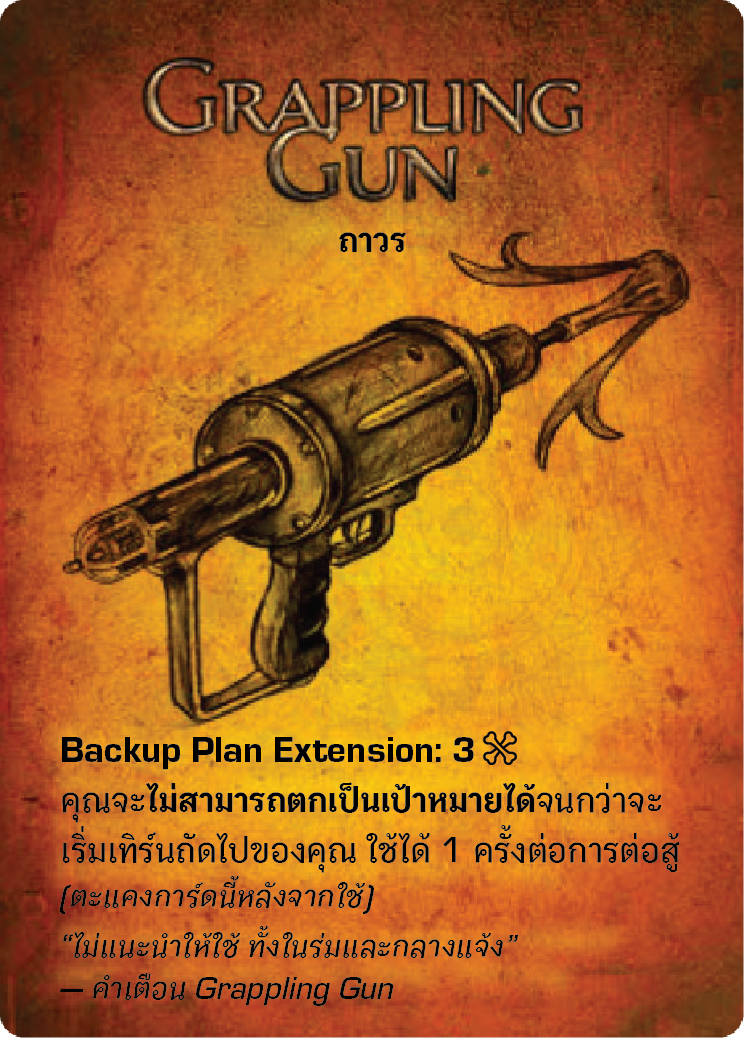 GRAPPLING
GUN
ถาวร
Backup Plan Extension: 3
คุณจะไม่สามารถตกเป็นเป้าหมายได้จนกว่าจะ
เริ่มเทิร์นถัดไปของคุณ ใช้ได้ 1 ครั้งต่อการต่อสู้
(ตะแคงการ์ดนี้หลังจากใช้)
“ไม่แนะนำให้ใช้ ทั้งในร่มและกลางแจ้ง”
— คำเตือน Grappling Gun